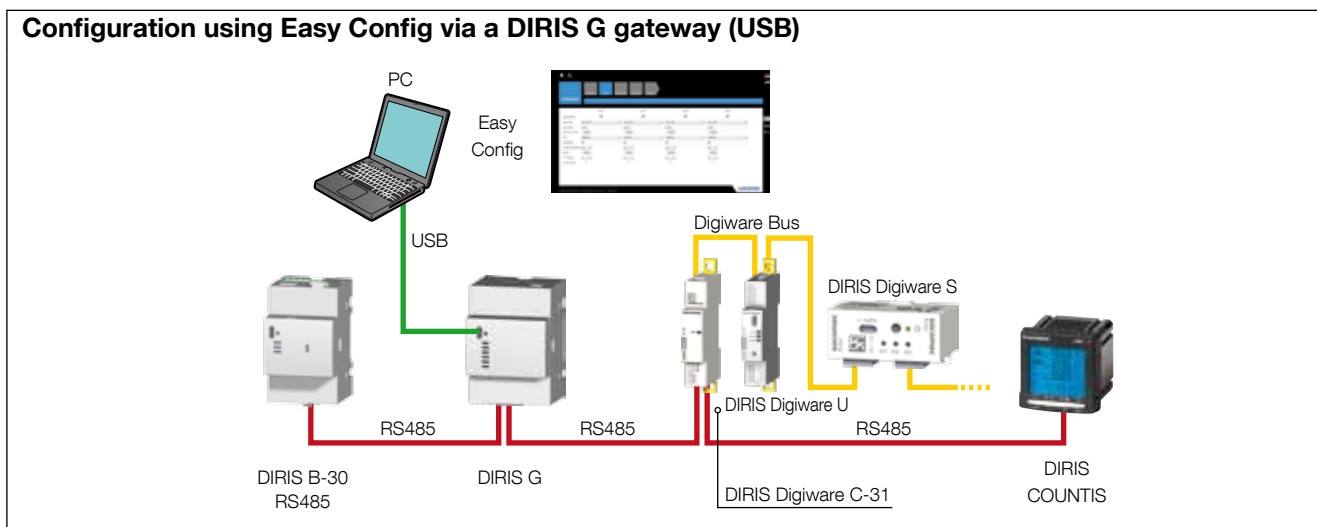 Configuration using Easy Config via a DIRIS G gateway (USB)
PC
Easy
Config
USB
Digiware Bus
DIRIS Digiware S
DIRIS Digiware U
RS485
RS485
RS485
DIRIS B-30
RS485
DIRIS G
DIRIS Digiware C-31
DIRIS
COUNTIS